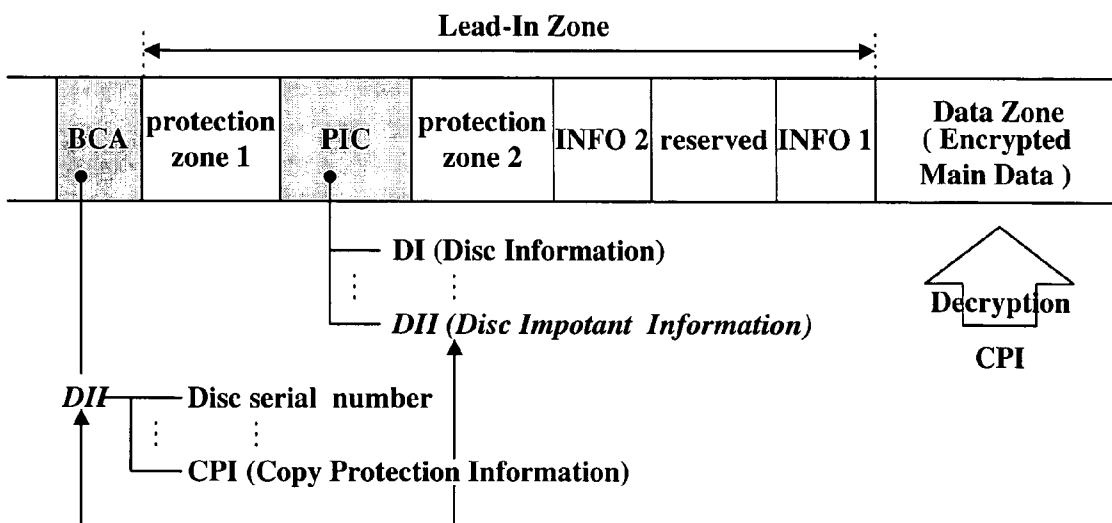 Lead-In Zone
BCA
protection
zone 1
PIC
protection
zone 2
INFO 2
reserved
INFO 1
Data Zone
( Encrypted
Main Data )
DI (Disc Information)
DII (Disc Impotant Information)
Decryption
CPI
DII
Disc serial number
CPI (Copy Protection Information)